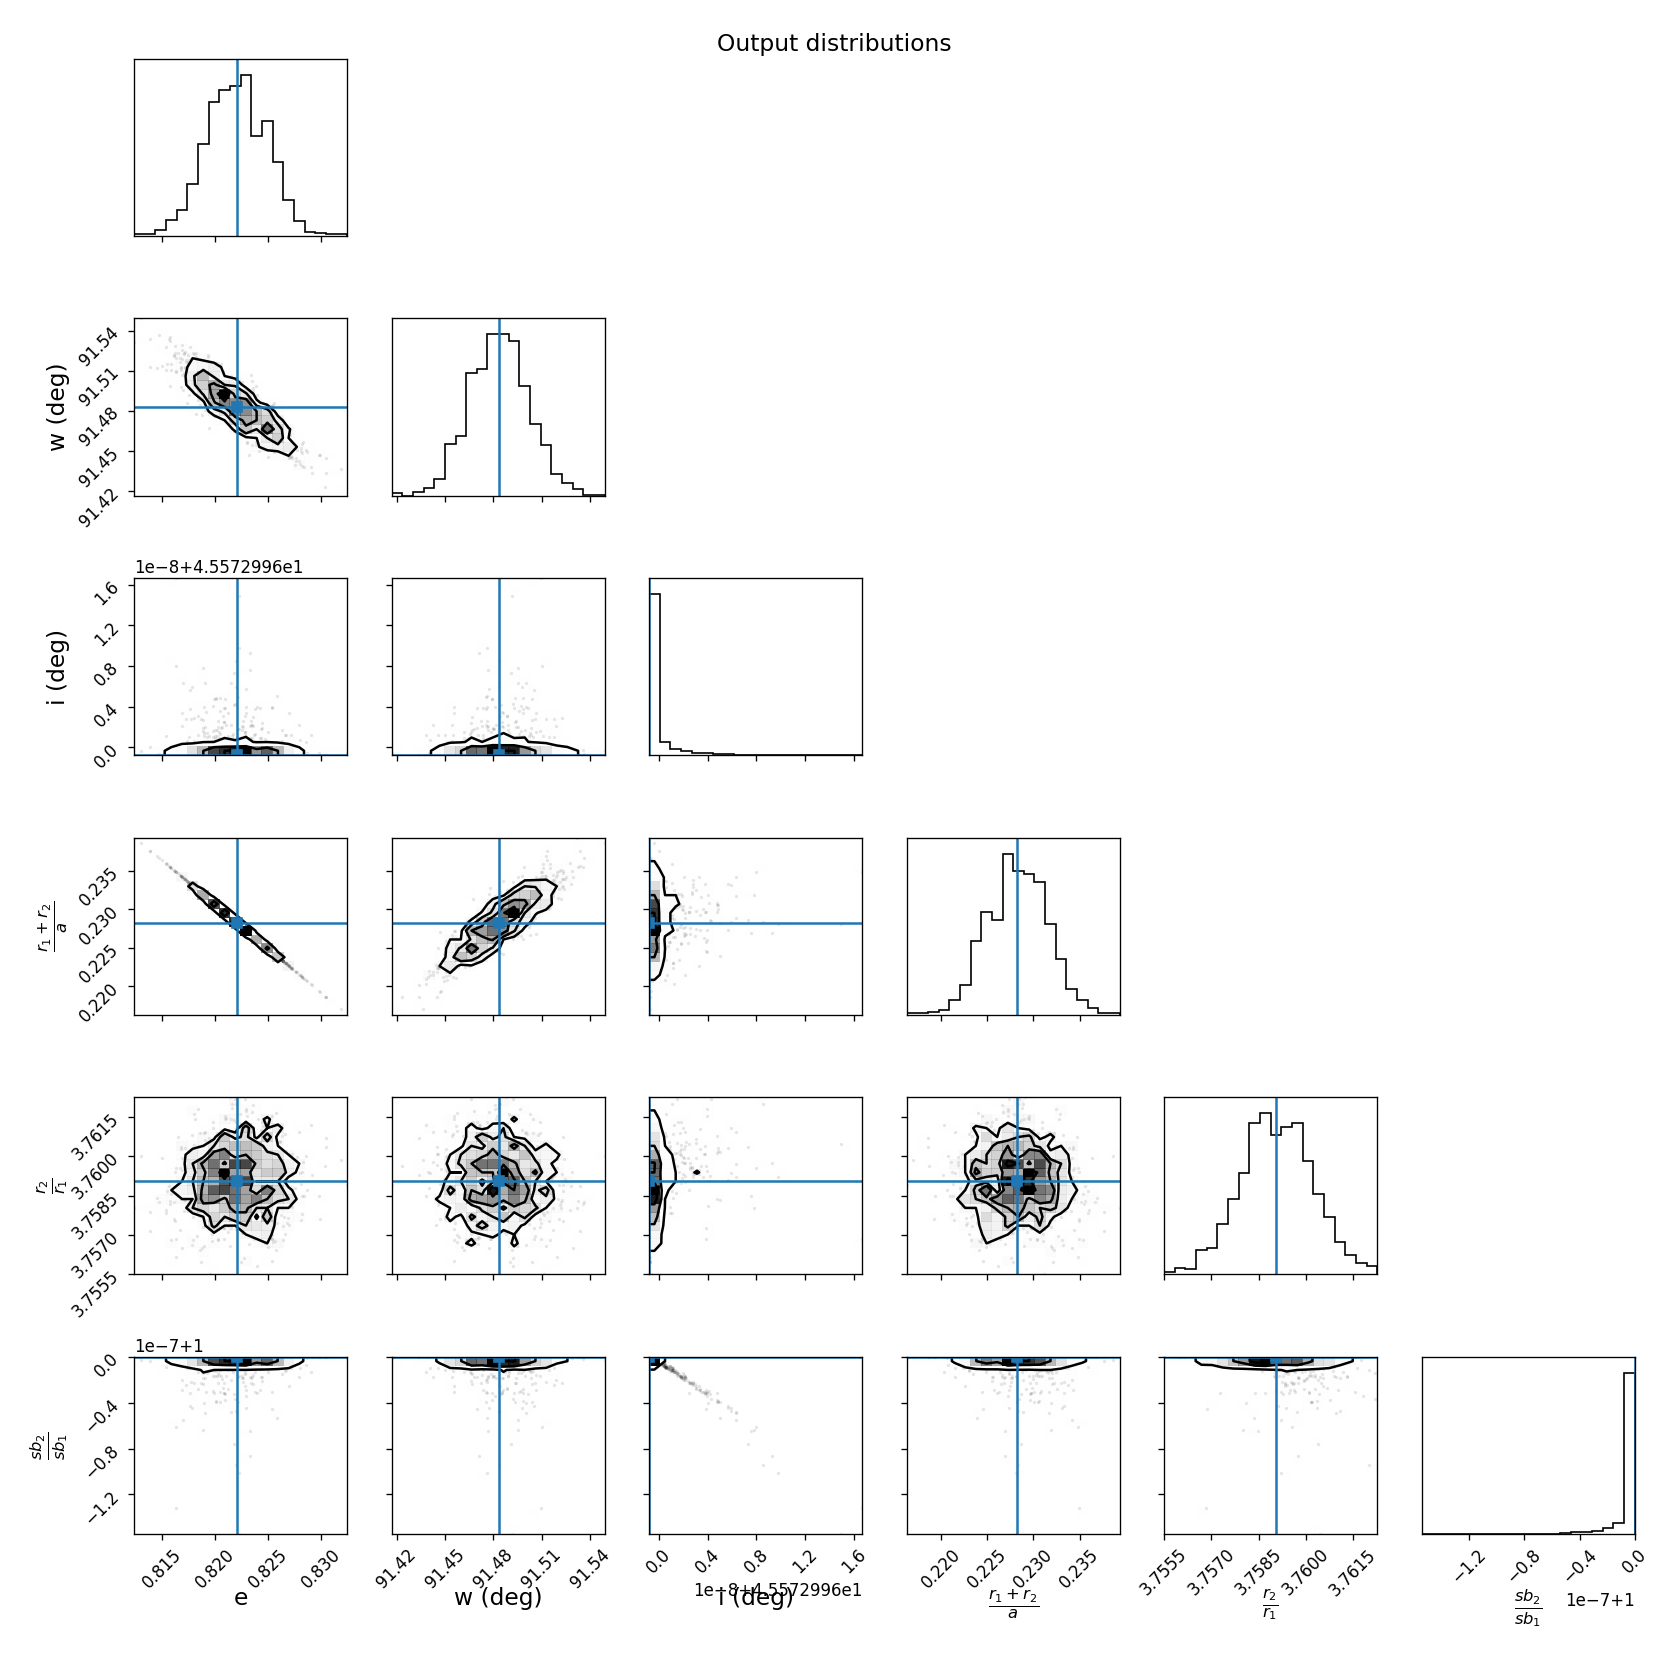 Output distributions
91.54
91.51
91.48
91.45
91.42
w (deg)
1e−8+4.5572996e1
1.6
1.2
0.8
0.4
0.0
i (deg)
0.235
0.230
0.225
0.220
r1 + r2
a
3.7615
3.7600
3.7585
3.7570
3.7555
r2
r1
1e−7+1
0.0
−0.4
−0.8
−1.2
sb2
sb1
0.815 0.820 0.825 0.830
e
91.42 91.45 91.48 91.51 91.54
w (deg)
0.0 0.4 0.8 1.2 1.6
1e−8+4.5572996e1
i (deg)
0.220 0.225 0.230 0.235
r1 + r2
a
3.7555 3.7570 3.7585 3.7600 3.7615
r2
r1
−1.2 −0.8 −0.4 0.0
1e−7+1
sb2
sb1